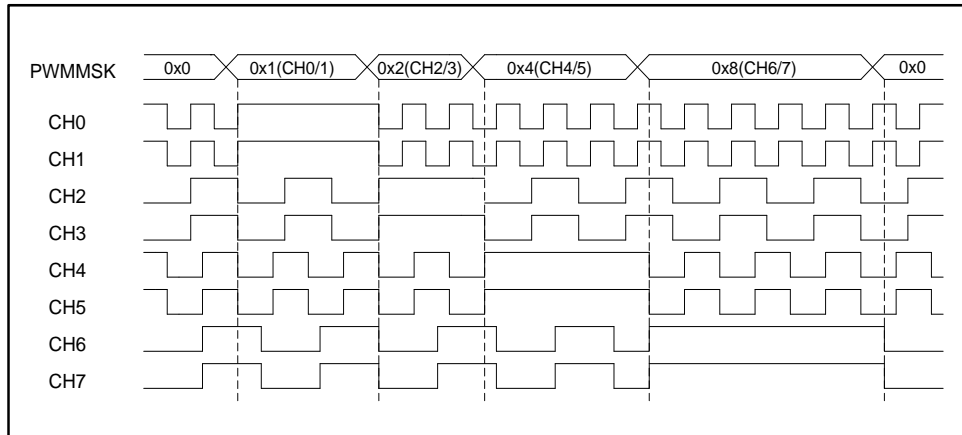 PWMMSK 0x0 0x1(CH0/1) 0x2(CH2/3) 0x4(CH4/5) 0x8(CH6/7) 0x0
CH0
CH1
CH2
CH3
CH4
CH5
CH6
CH7